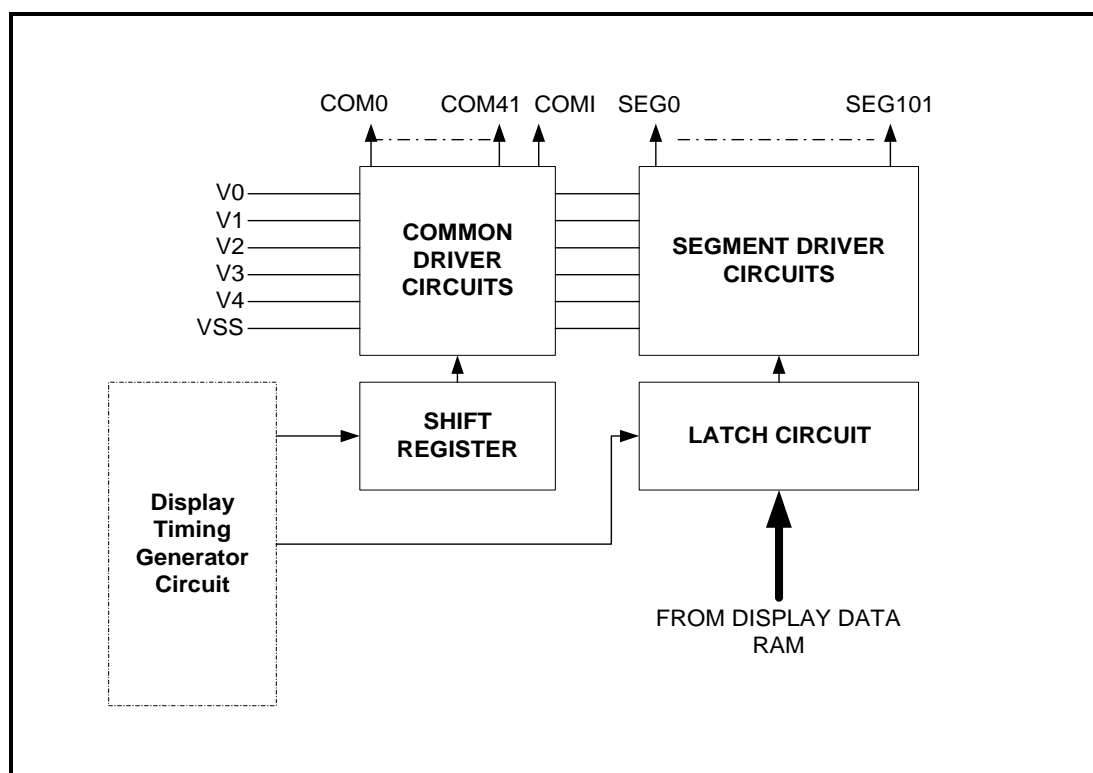 COM0 COM41 COMI SEG0 SEG101
V0
V1
V2
V3
V4
VSS
COMMON
DRIVER
CIRCUITS
SEGMENT DRIVER
CIRCUITS
SHIFT
REGISTER
LATCH CIRCUIT
Display
Timing
Generator
Circuit
FROM DISPLAY DATA
RAM